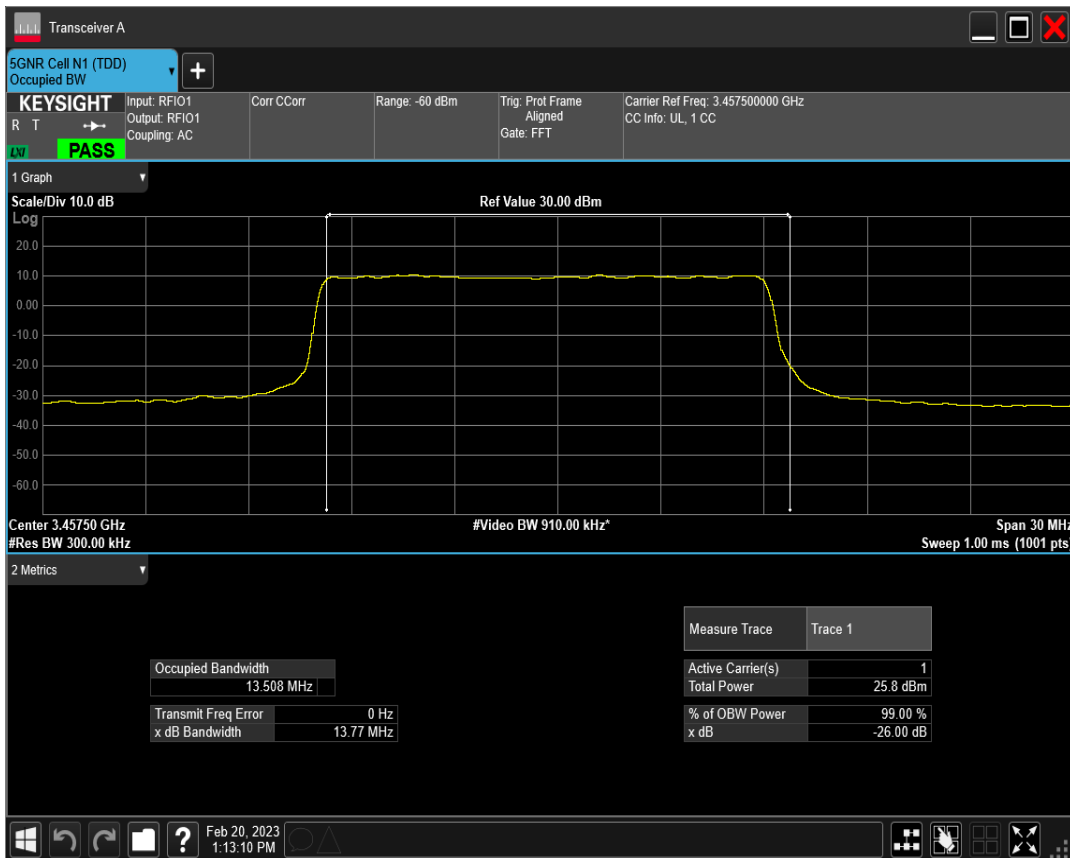 Transceiver A
5GNR Cell N1 (TDD)
Occupied BW
KEYSIGHT
R T
LXI
PASS
Input: RFIO1
Output: RFIO1
Coupling: AC
Corr CCorr
Range: -60 dBm
Trig: Prot Frame
Aligned
Gate: FFT
Carrier Ref Freq: 3.457500000 GHz
CC Info: UL, 1 CC
1 Graph
Scale/Div 10.0 dB
Ref Value 30.00 dBm
Log
20.0
10.0
0.00
-10.0
-20.0
-30.0
-40.0
-50.0
-60.0
Center 3.45750 GHz
#Video BW 910.00 kHz*
Span 30 MHz
#Res BW 300.00 kHz
Sweep 1.00 ms (1001 pts)
2 Metrics
Measure Trace Trace 1
Occupied Bandwidth
13.508 MHz
Active Carrier(s) 1
Total Power 25.8 dBm
Transmit Freq Error 0 Hz
x dB Bandwidth 13.77 MHz
% of OBW Power 99.00 %
x dB -26.00 dB
?
Feb 20, 2023
1:13:10 PM